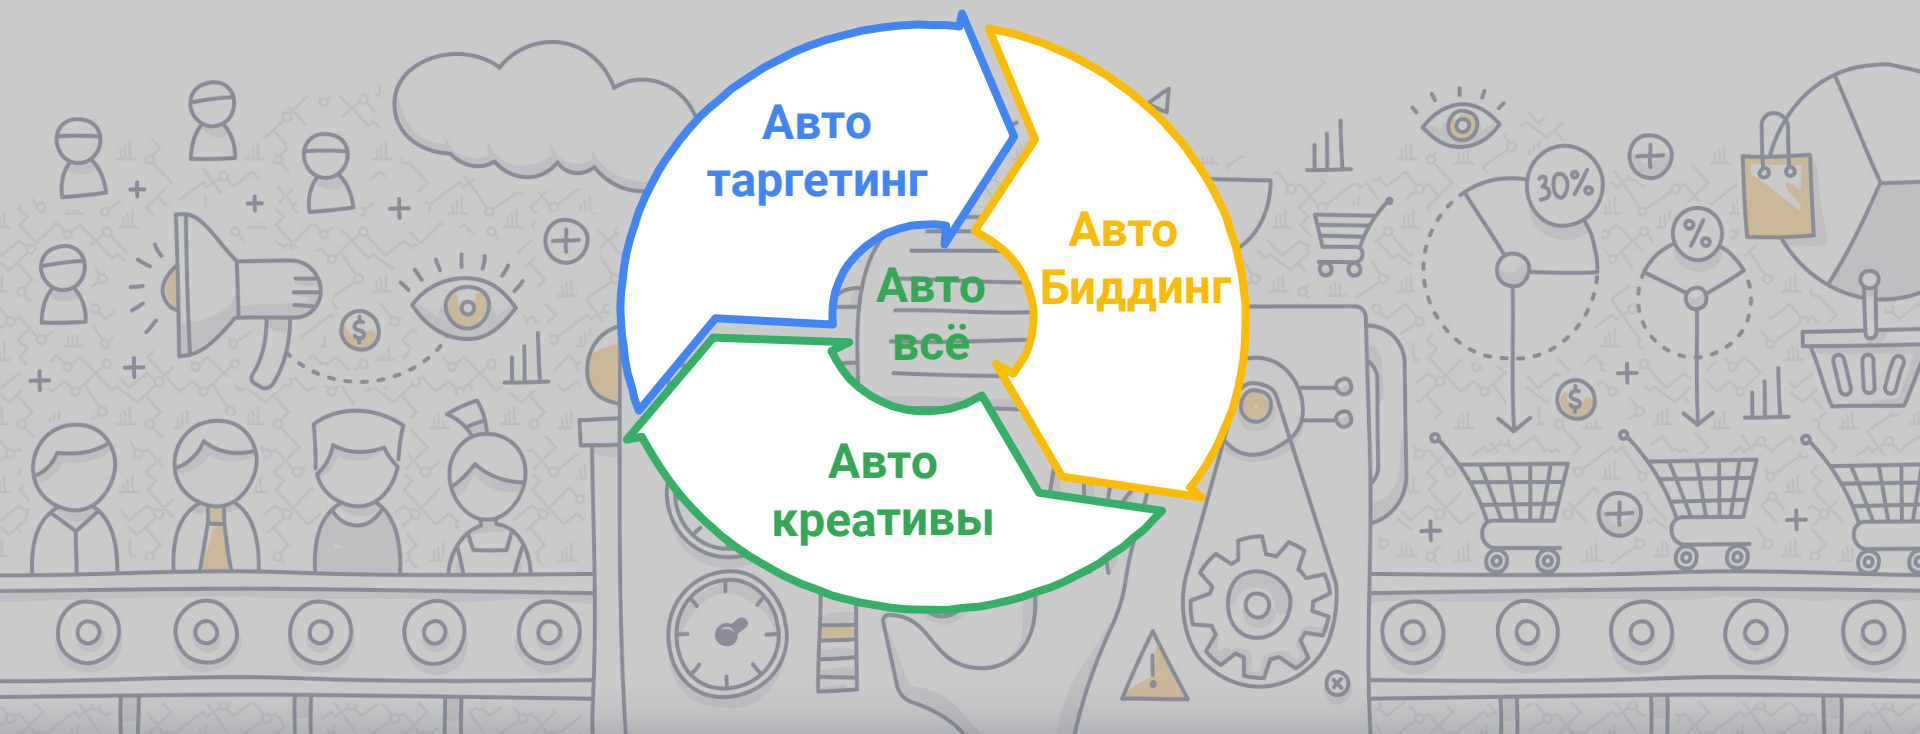 Авто
таргетинг
Авто
Биддинг
Авто
всё
Авто
креативы
30%
%
$
$